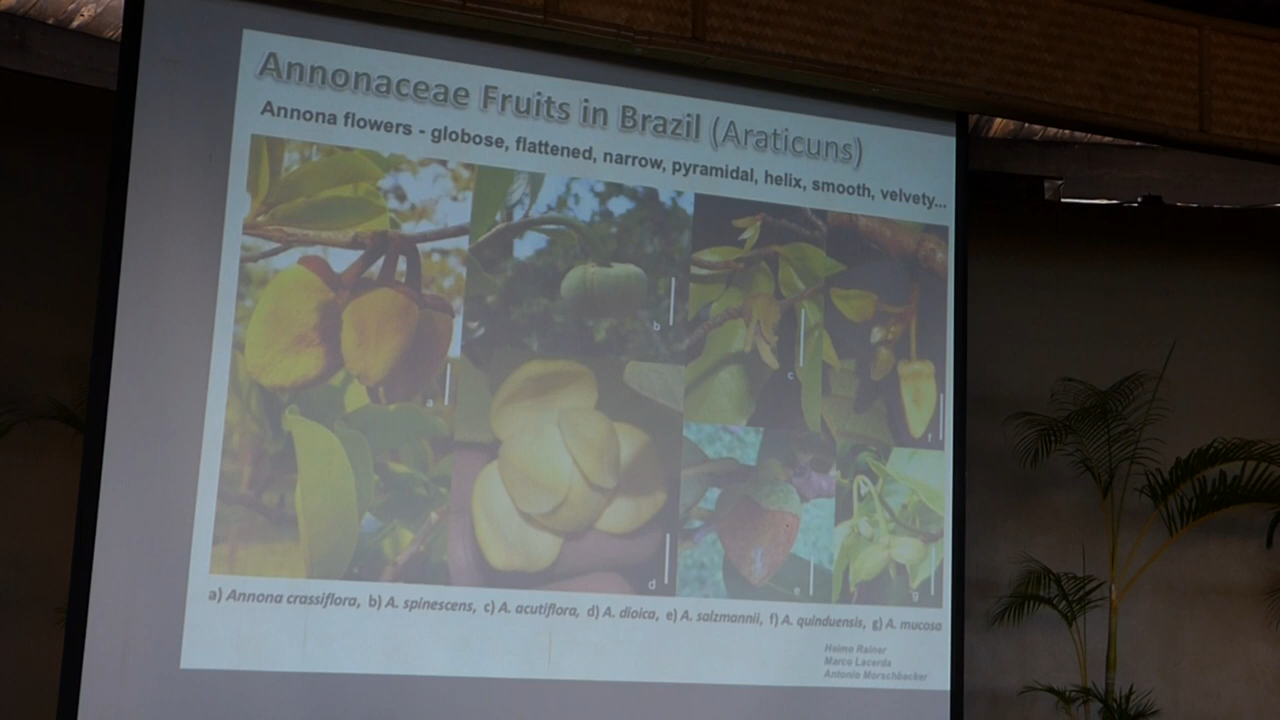 Annonaceae Fruits in Brazil (Araticuns)
Annona flowers - globose, flattened, narrow, pyramidal, helix, smooth, velvety...
a
b
c
f
d
e
g
a) Annona crassiflora, b) A. spinescens, c) A. acutiflora, d) A. dioica, e) A. salzmannii, f) A. quinduensis, g) A. mucosa
Heimo Rainer
Marco Lacerda
Antonio Morschbacker